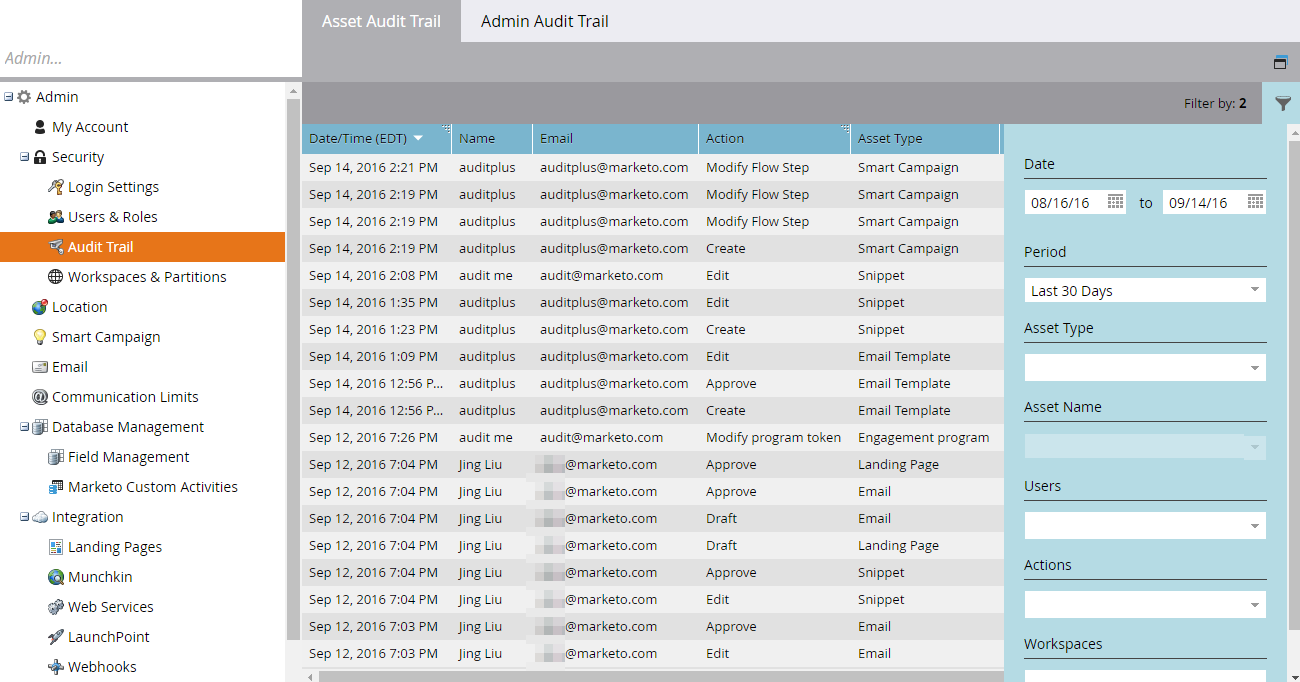 Asset Audit Trail Admin Audit Trail
Admin...
Filter by: 2
Admin
My Account
Security
Login Settings
Users & Roles
Audit Trail
Workspaces & Partitions
Location
Smart Campaign
Email
Communication Limits
Database Management
Field Management
Marketo Custom Activities
Integration
Landing Pages
Munchkin
Web Services
LaunchPoint
Webhooks
Date/Time (EDT) Name Email Action Asset Type
Sep 14, 2016 2:21 PM auditplus auditplus@marketo.com Modify Flow Step Smart Campaign
Sep 14, 2016 2:19 PM auditplus auditplus@marketo.com Modify Flow Step Smart Campaign
Sep 14, 2016 2:19 PM auditplus auditplus@marketo.com Modify Flow Step Smart Campaign
Sep 14, 2016 2:19 PM auditplus auditplus@marketo.com Create Smart Campaign
Sep 14, 2016 2:08 PM audit me audit@marketo.com Edit Snippet
Sep 14, 2016 1:35 PM auditplus auditplus@marketo.com Edit Snippet
Sep 14, 2016 1:23 PM auditplus auditplus@marketo.com Create Snippet
Sep 14, 2016 1:09 PM auditplus auditplus@marketo.com Edit Email Template
Sep 14, 2016 12:56 P... auditplus auditplus@marketo.com Approve Email Template
Sep 14, 2016 12:56 P... auditplus auditplus@marketo.com Create Email Template
Sep 12, 2016 7:26 PM audit me audit@marketo.com Modify program token Engagement program
Sep 12, 2016 7:04 PM Jing Liu @marketo.com Approve Landing Page
Sep 12, 2016 7:04 PM Jing Liu @marketo.com Approve Email
Sep 12, 2016 7:04 PM Jing Liu @marketo.com Draft Email
Sep 12, 2016 7:04 PM Jing Liu @marketo.com Draft Landing Page
Sep 12, 2016 7:04 PM Jing Liu @marketo.com Approve Snippet
Sep 12, 2016 7:04 PM Jing Liu @marketo.com Edit Snippet
Sep 12, 2016 7:03 PM Jing Liu @marketo.com Approve Email
Sep 12, 2016 7:03 PM Jing Liu @marketo.com Edit Email
Date
08/16/16 to 09/14/16
Period
Last 30 Days
Asset Type
Asset Name
Users
Actions
Workspaces